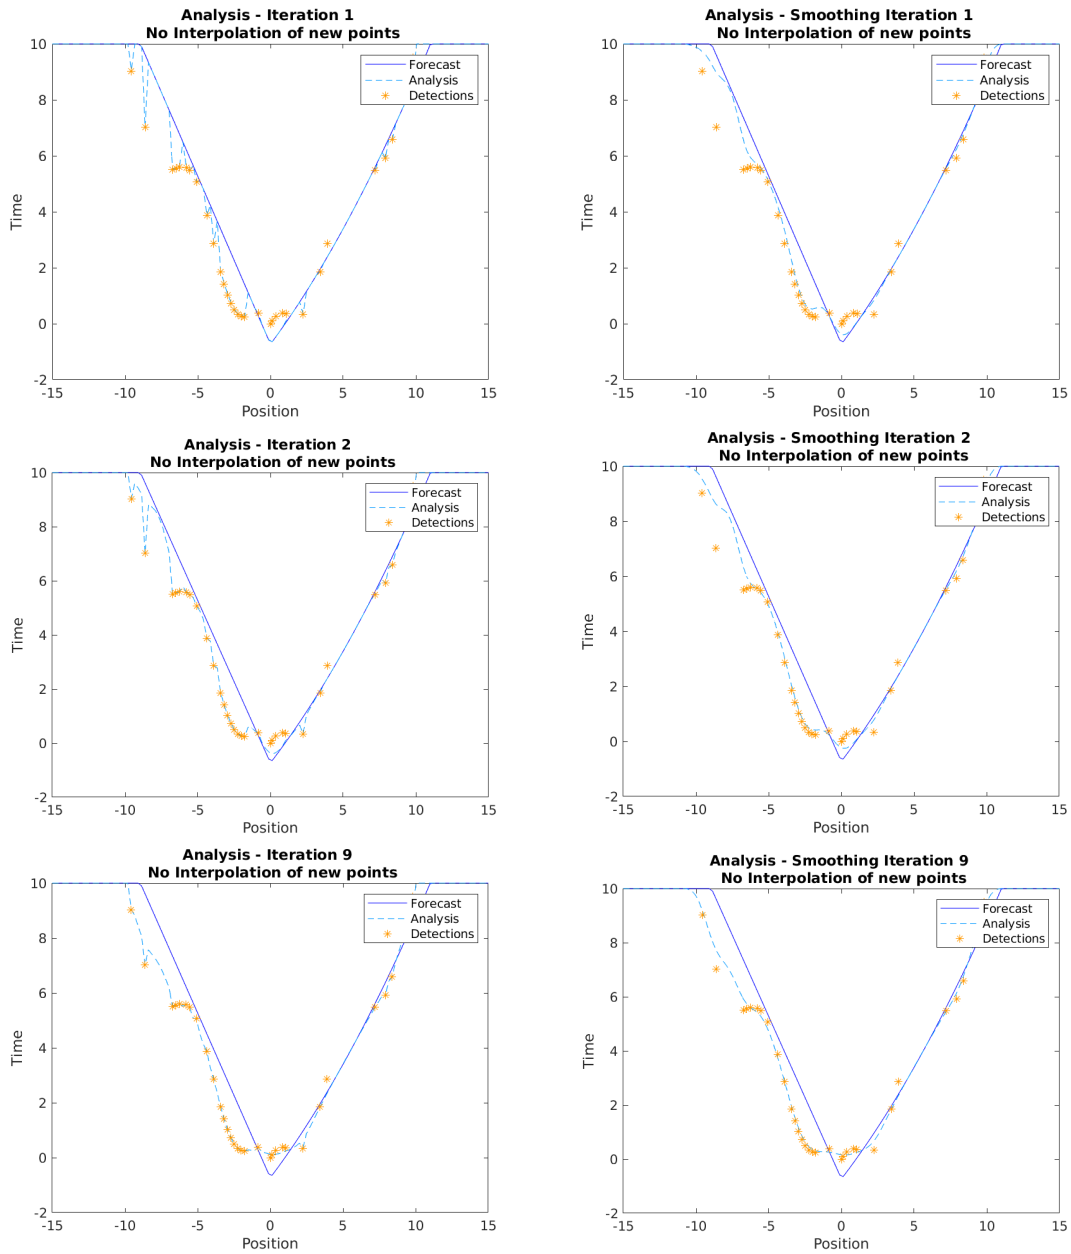 Analysis - Iteration 1
No Interpolation of new points
10
8
6
4
2
0
-2
Time
-15
-10
-5
0
5
10
15
Position
Forecast
Analysis
Detections
Analysis - Smoothing Iteration 1
No Interpolation of new points
10
8
6
4
2
0
-2
Time
-15
-10
-5
0
5
10
15
Position
Forecast
Analysis
Detections
Analysis - Iteration 2
No Interpolation of new points
10
8
6
4
2
0
-2
Time
-15
-10
-5
0
5
10
15
Position
Forecast
Analysis
Detections
Analysis - Smoothing Iteration 2
No Interpolation of new points
10
8
6
4
2
0
-2
Time
-15
-10
-5
0
5
10
15
Position
Forecast
Analysis
Detections
Analysis - Iteration 9
No Interpolation of new points
10
8
6
4
2
0
-2
Time
-15
-10
-5
0
5
10
15
Position
Forecast
Analysis
Detections
Analysis - Smoothing Iteration 9
No Interpolation of new points
10
8
6
4
2
0
-2
Time
-15
-10
-5
0
5
10
15
Position
Forecast
Analysis
Detections